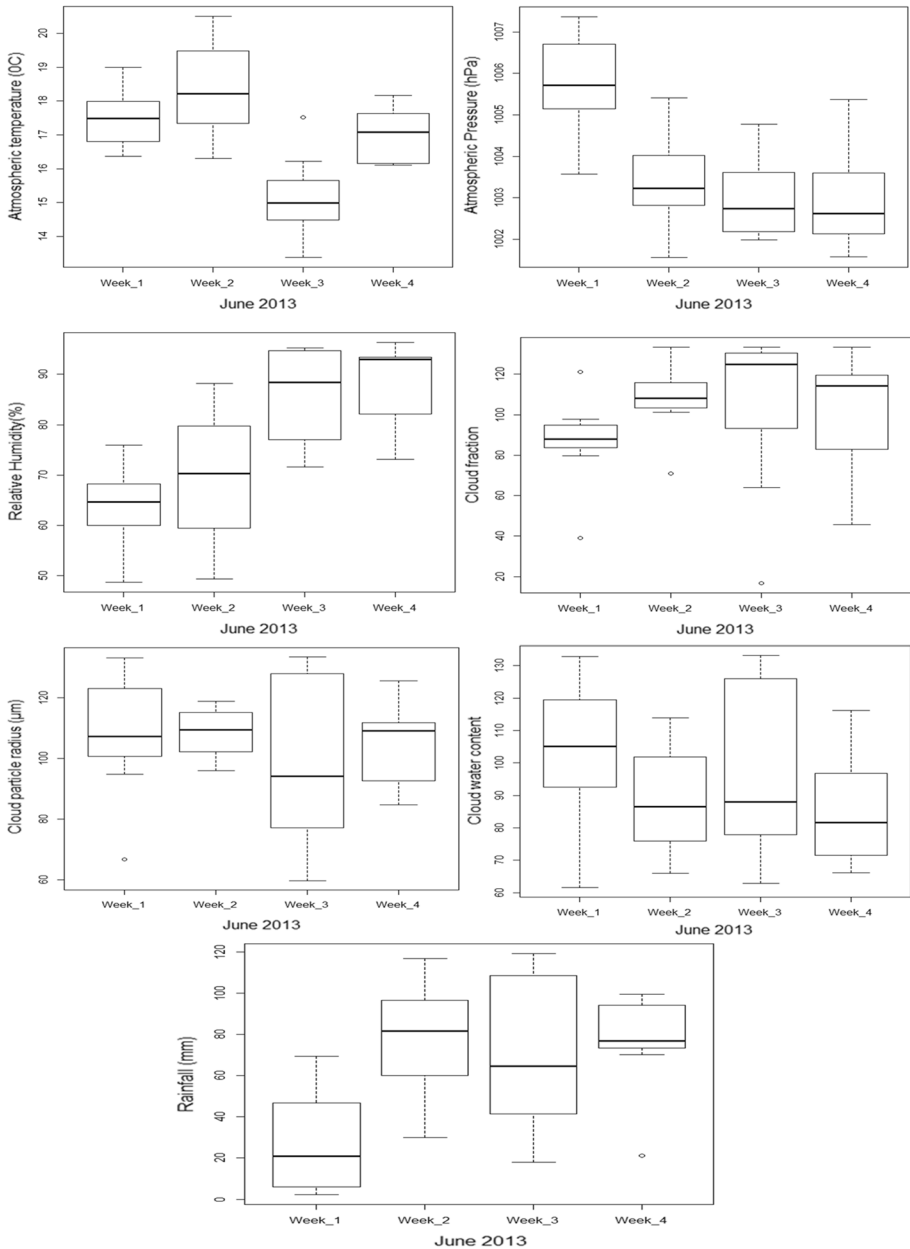 Atmospheric temperature (0C)
20
19
18
17
16
15
14
Week_1 Week_2 Week_3 Week_4
June 2013
Atmospheric Pressure (hPa)
1007
1006
1005
1004
1003
1002
Week_1 Week_2 Week_3 Week_4
June 2013
Relative Humidity(%)
90
80
70
60
50
Week_1 Week_2 Week_3 Week_4
June 2013
Cloud fraction
120
100
80
60
40
20
Week_1 Week_2 Week_3 Week_4
June 2013
Cloud particle radius (µm)
120
100
80
60
Week_1 Week_2 Week_3 Week_4
June 2013
Cloud water content
130
120
110
100
90
80
70
60
Week_1 Week_2 Week_3 Week_4
June 2013
Rainfall (mm)
120
100
80
60
40
20
0
Week_1 Week_2 Week_3 Week_4
June 2013